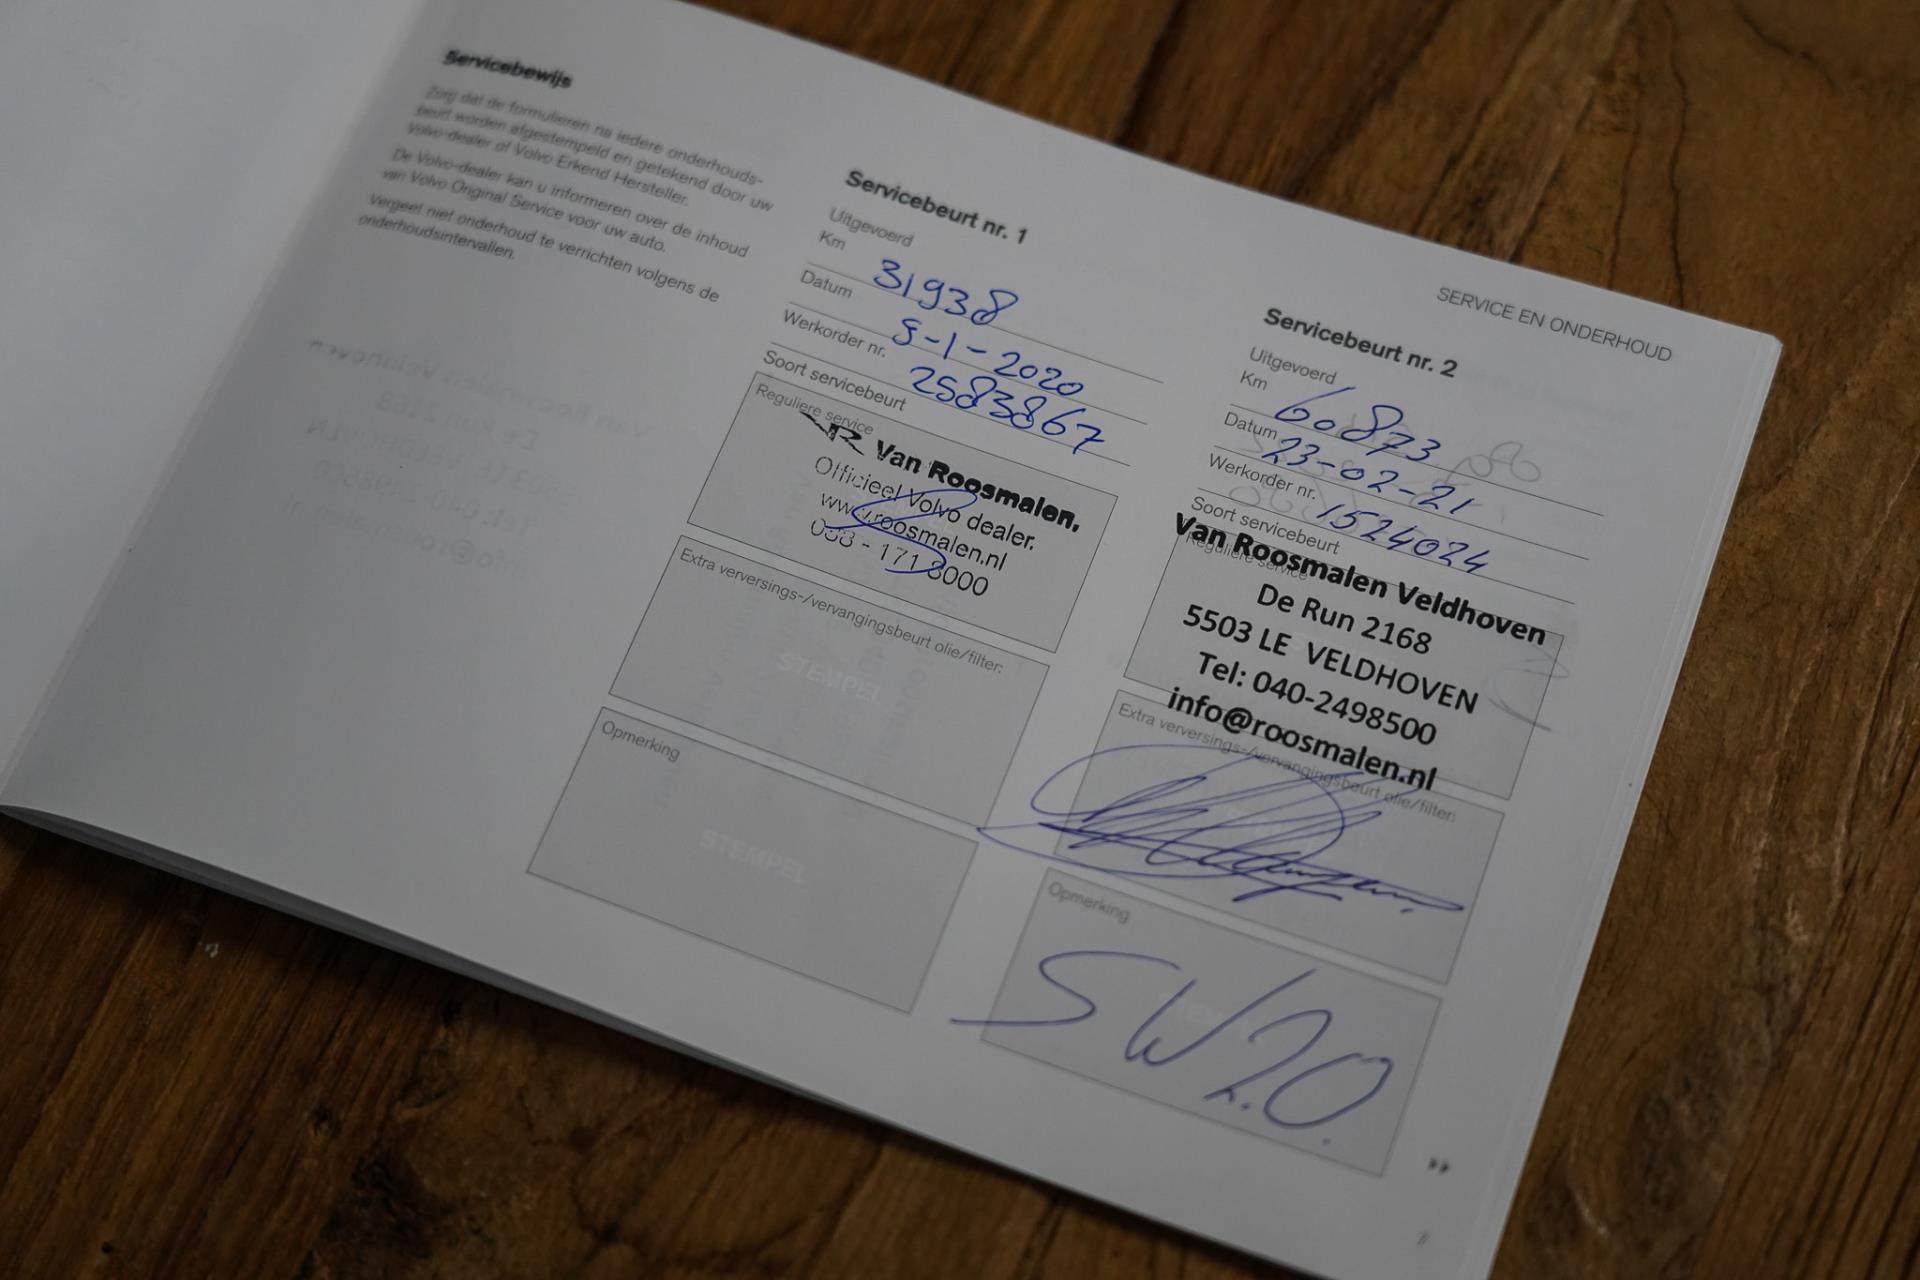 Servicebewijs
Zorg dat de formulieren na iedere onderhouds-
beurt worden afgestempeld en getekend door uw
Volvo-dealer of Volvo Erkend Hersteller.
De Volvo-dealer kan u informeren over de inhoud
van Volvo Original Service voor uw auto.
Vergeet niet onderhoud te verrichten volgens de
onderhoudsintervallen.
Servicebeurt nr. 1
Uitgevoerd
Km 31938
Datum 8-1-2020
Werkorder nr. 2583867
Soort servicebeurt
Reguliere service
Van Roosmalen,
Officieel Volvo dealer.
www.roosmalen.nl
088 - 171 8000
Extra verversings-/vervangingsbeurt olie/filter:
STEMPEL
Opmerking
STEMPEL
SERVICE EN ONDERHOUD
Servicebeurt nr. 2
Uitgevoerd
Km 60873
Datum 23-02-21
Werkorder nr. 1524024
Soort servicebeurt
Reguliere service
Van Roosmalen Veldhoven
De Run 2168
5503 LE VELDHOVEN
Tel: 040-2498500
info@roosmalen.nl
Extra verversings-/vervangingsbeurt olie/filter:
Opmerking
SW2.0.
7